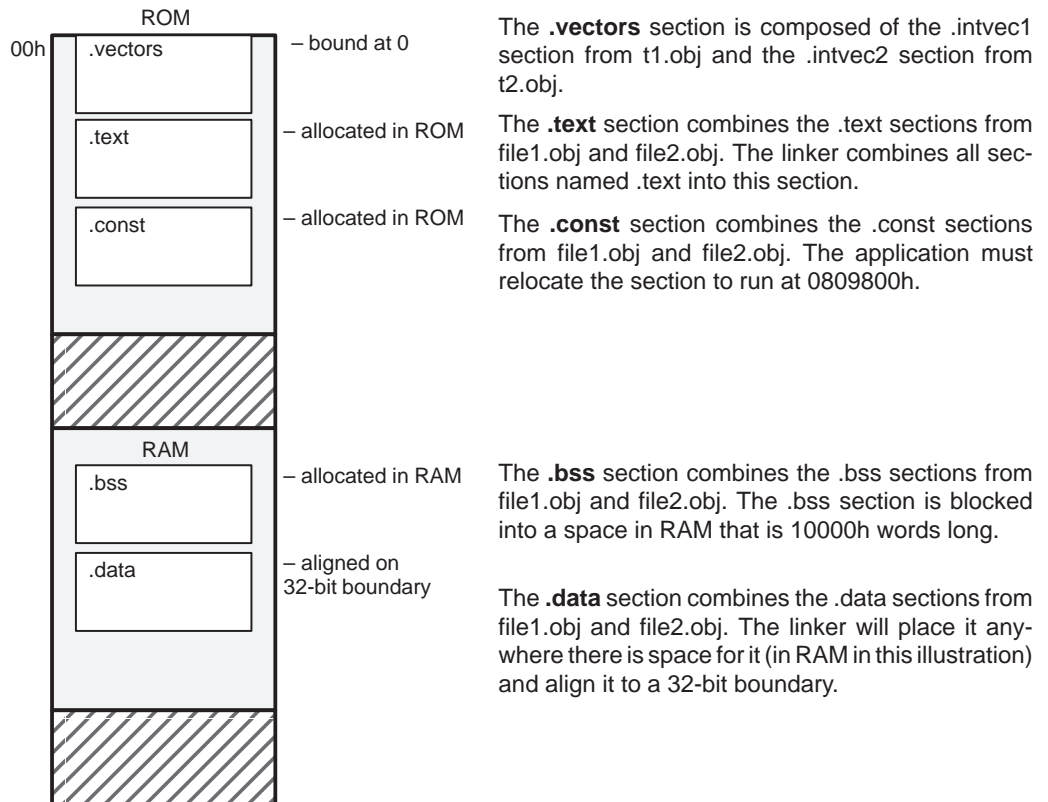 ROM
00h
.vectors
– bound at 0
The .vectors section is composed of the .intvec1
section from t1.obj and the .intvec2 section from
t2.obj.
.text
– allocated in ROM
The .text section combines the .text sections from
file1.obj and file2.obj. The linker combines all sec-
tions named .text into this section.
.const
– allocated in ROM
The .const section combines the .const sections
from file1.obj and file2.obj. The application must
relocate the section to run at 0809800h.
RAM
.bss
– allocated in RAM
The .bss section combines the .bss sections from
file1.obj and file2.obj. The .bss section is blocked
into a space in RAM that is 10000h words long.
.data
– aligned on
32-bit boundary
The .data section combines the .data sections from
file1.obj and file2.obj. The linker will place it any-
where there is space for it (in RAM in this illustration)
and align it to a 32-bit boundary.